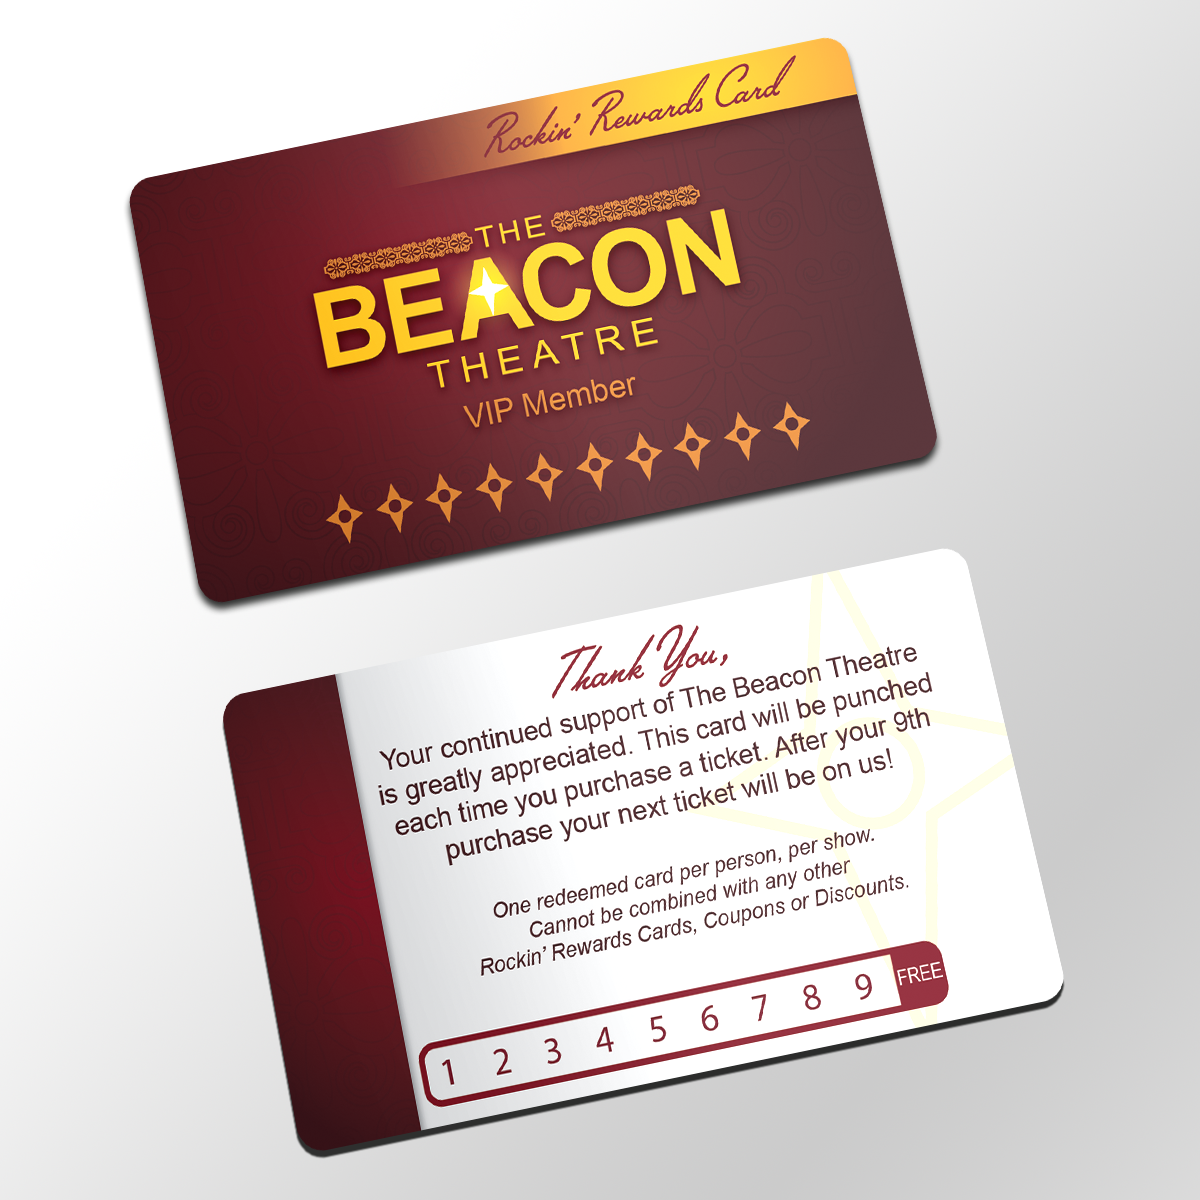 Rockin' Rewards Card
THE
BEACON
THEATRE
VIP Member
Thank You,
Your continued support of The Beacon Theatre
is greatly appreciated. This card will be punched
each time you purchase a ticket. After your 9th
purchase your next ticket will be on us!
One redeemed card per person, per show.
Cannot be combined with any other
Rockin' Rewards Cards, Coupons or Discounts.
1 2 3 4 5 6 7 8 9 FREE